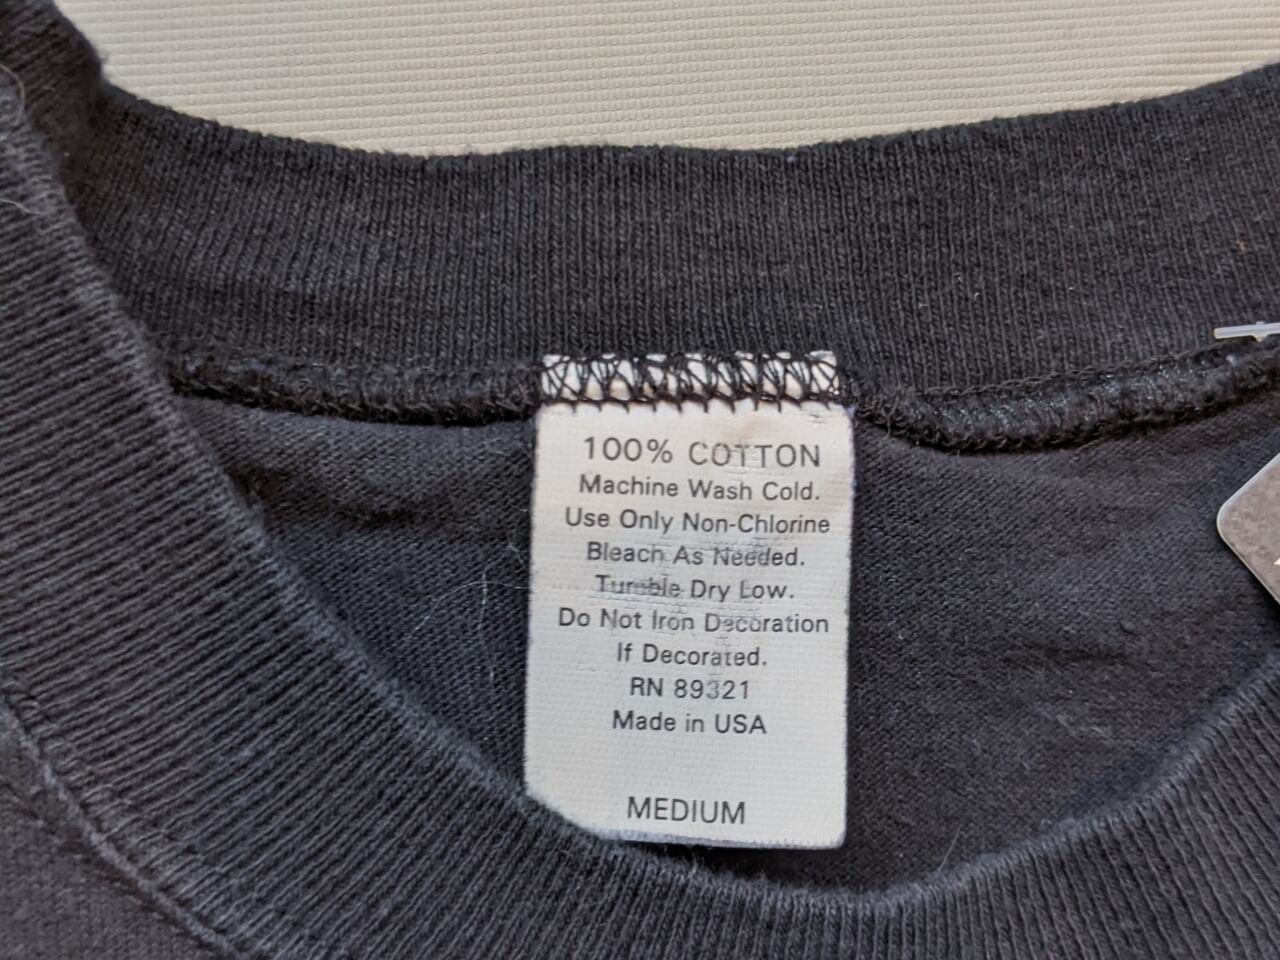 100% COTTON
Machine Wash Cold.
Use Only Non-Chlorine
Bleach As Needed.
Tumble Dry Low.
Do Not Iron Decoration
If Decorated.
RN 89321
Made in USA
MEDIUM